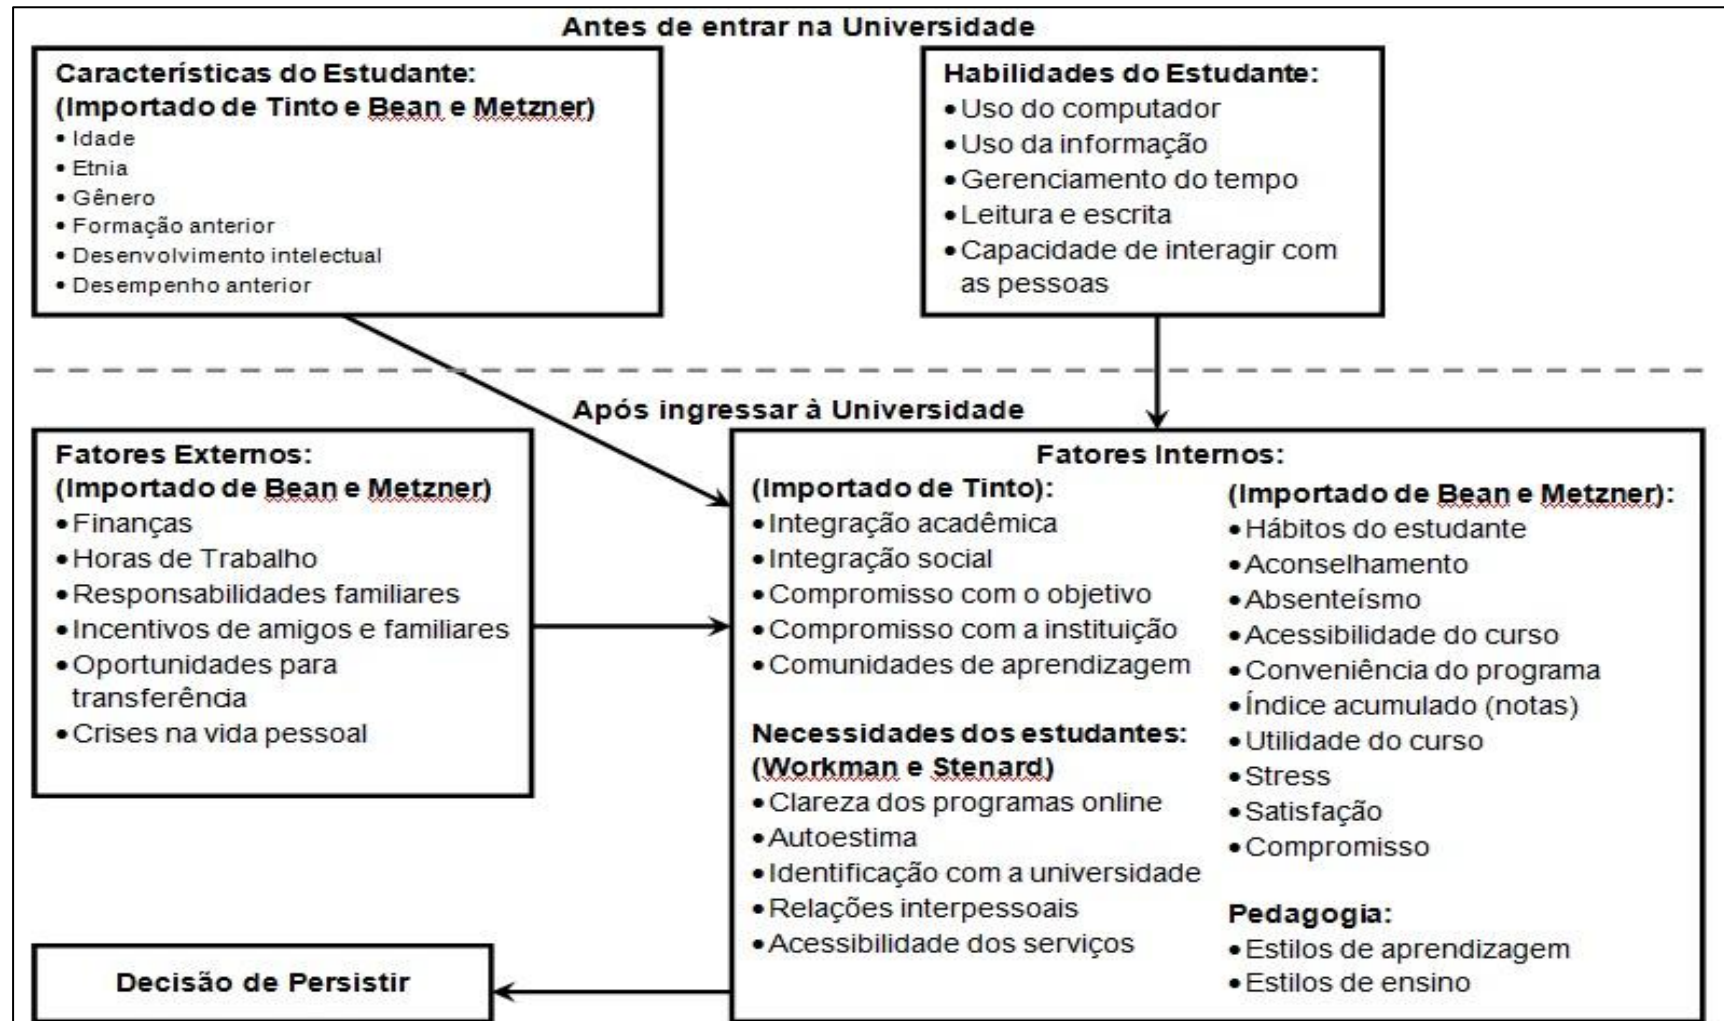 Antes de entrar na Universidade
Características do Estudante:
(Importado de Tinto e Bean e Metzner)
• Idade
• Etnia
• Gênero
• Formação anterior
• Desenvolvimento intelectual
• Desempenho anterior
Habilidades do Estudante:
• Uso do computador
• Uso da informação
• Gerenciamento do tempo
• Leitura e escrita
• Capacidade de interagir com
as pessoas
Após ingressar à Universidade
Fatores Externos:
(Importado de Bean e Metzner)
• Finanças
• Horas de Trabalho
• Responsabilidades familiares
• Incentivos de amigos e familiares
• Oportunidades para
transferência
• Crises na vida pessoal
Fatores Internos:
(Importado de Tinto):
• Integração acadêmica
• Integração social
• Compromisso com o objetivo
• Compromisso com a instituição
• Comunidades de aprendizagem
Necessidades dos estudantes:
(Workman e Stenard)
• Clareza dos programas online
• Autoestima
• Identificação com a universidade
• Relações interpessoais
• Acessibilidade dos serviços
(Importado de Bean e Metzner):
• Hábitos do estudante
• Aconselhamento
• Absenteísmo
• Acessibilidade do curso
• Conveniência do programa
• Índice acumulado (notas)
• Utilidade do curso
• Stress
• Satisfação
• Compromisso
Pedagogia:
• Estilos de aprendizagem
• Estilos de ensino
Decisão de Persistir